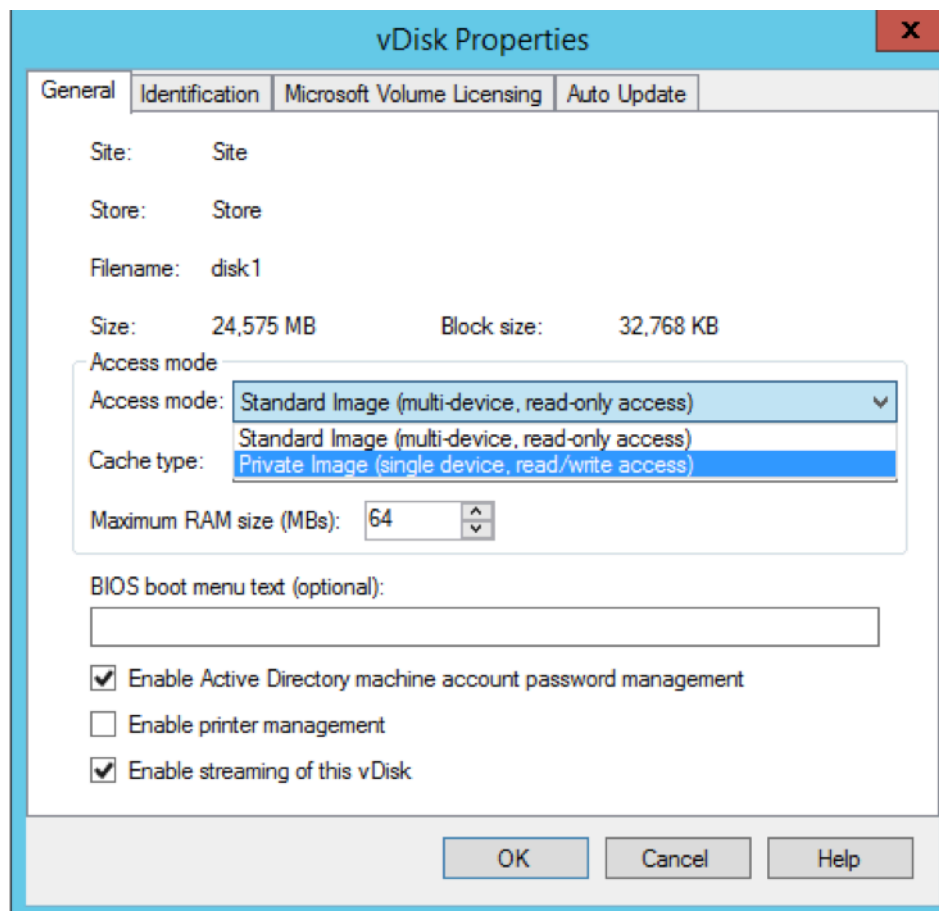 vDisk Properties
x
General Identification Microsoft Volume Licensing Auto Update
Site: Site
Store: Store
Filename: disk1
Size: 24,575 MB Block size: 32,768 KB
Access mode
Access mode: Standard Image (multi-device, read-only access)
Standard Image (multi-device, read-only access)
Cache type: Private Image (single device, read/write access)
Maximum RAM size (MBs): 64
BIOS boot menu text (optional):
Enable Active Directory machine account password management
Enable printer management
Enable streaming of this vDisk
OK Cancel Help